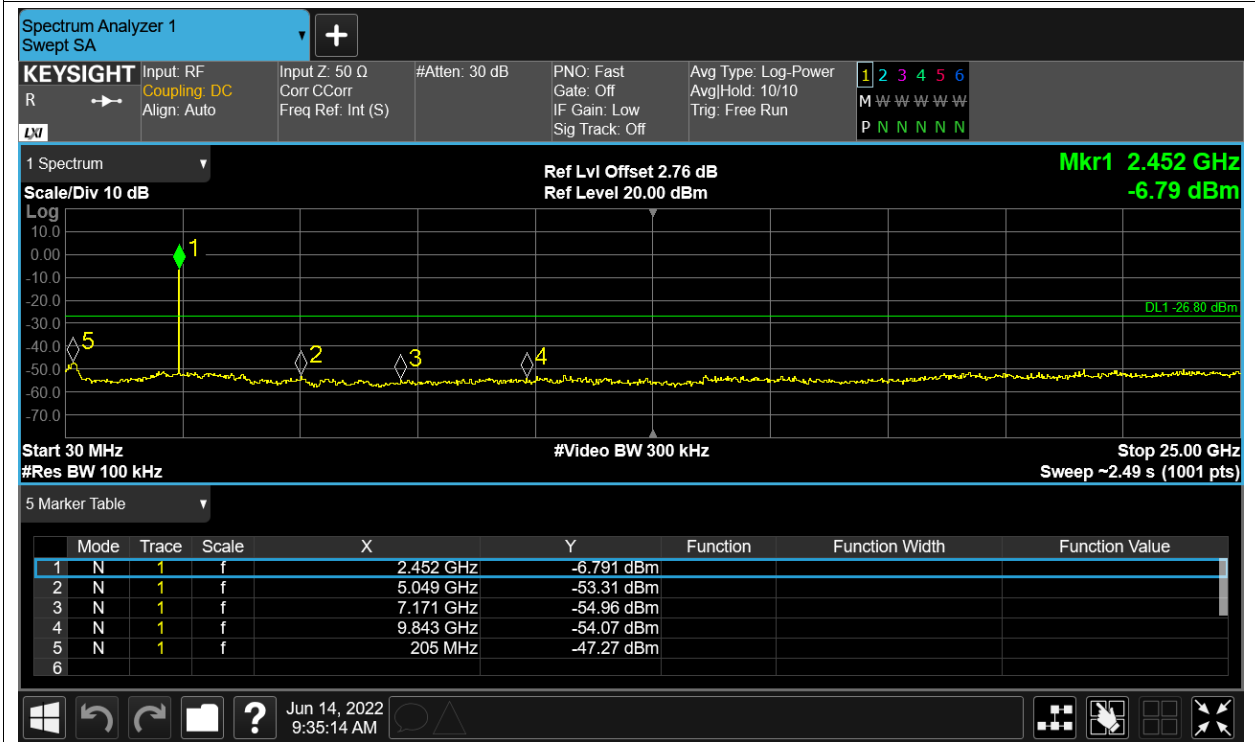 Spectrum Analyzer 1
Swept SA
+
KEYSIGHT
R
LXI
Input: RF
Coupling: DC
Align: Auto
Input Z: 50 Ω
Corr CCorr
Freq Ref: Int (S)
#Atten: 30 dB
PNO: Fast
Gate: Off
IF Gain: Low
Sig Track: Off
Avg Type: Log-Power
Avg|Hold: 10/10
Trig: Free Run
1 2 3 4 5 6
M W W W W W
P N N N N N
1 Spectrum
Scale/Div 10 dB
Log
Ref Lvl Offset 2.76 dB
Ref Level 20.00 dBm
Mkr1 2.452 GHz
-6.79 dBm
10.0
0.00
-10.0
-20.0
-30.0
-40.0
-50.0
-60.0
-70.0
1
DL1 -26.80 dBm
5
2
3
4
Start 30 MHz
#Res BW 100 kHz
#Video BW 300 kHz
Stop 25.00 GHz
Sweep ~2.49 s (1001 pts)
5 Marker Table
Mode Trace Scale X Y Function Function Width Function Value
1 N 1 f 2.452 GHz -6.791 dBm
2 N 1 f 5.049 GHz -53.31 dBm
3 N 1 f 7.171 GHz -54.96 dBm
4 N 1 f 9.843 GHz -54.07 dBm
5 N 1 f 205 MHz -47.27 dBm
6
?
Jun 14, 2022
9:35:14 AM